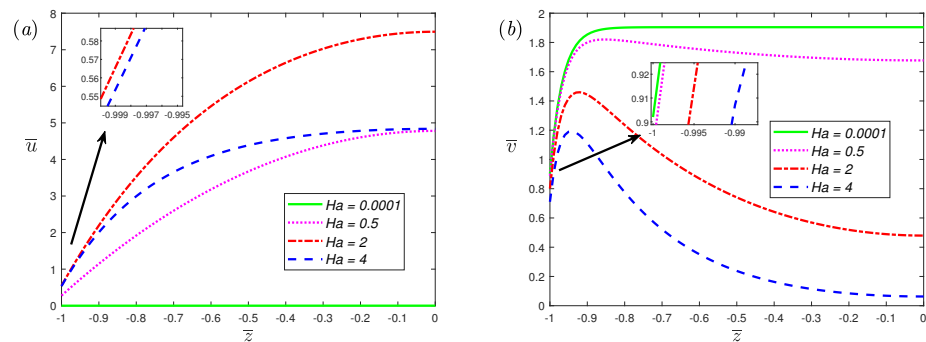 (a)
8
7
6
5
4
3
2
1
0
u̅
0.58
0.57
0.56
0.55
-0.999 -0.997 -0.995
Ha = 0.0001
Ha = 0.5
Ha = 2
Ha = 4
-1 -0.9 -0.8 -0.7 -0.6 -0.5 -0.4 -0.3 -0.2 -0.1 0
z̅
(b)
2
1.8
1.6
1.4
1.2
1
0.8
0.6
0.4
0.2
0
v̅
0.92
0.91
0.9
-1 -0.995 -0.99
Ha = 0.0001
Ha = 0.5
Ha = 2
Ha = 4
-1 -0.9 -0.8 -0.7 -0.6 -0.5 -0.4 -0.3 -0.2 -0.1 0
z̅